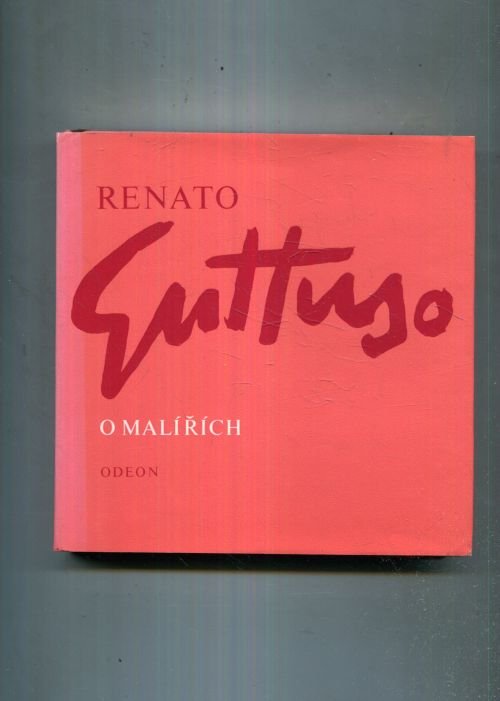 RENATO
Guttuso
O MALÍŘÍCH
ODEON